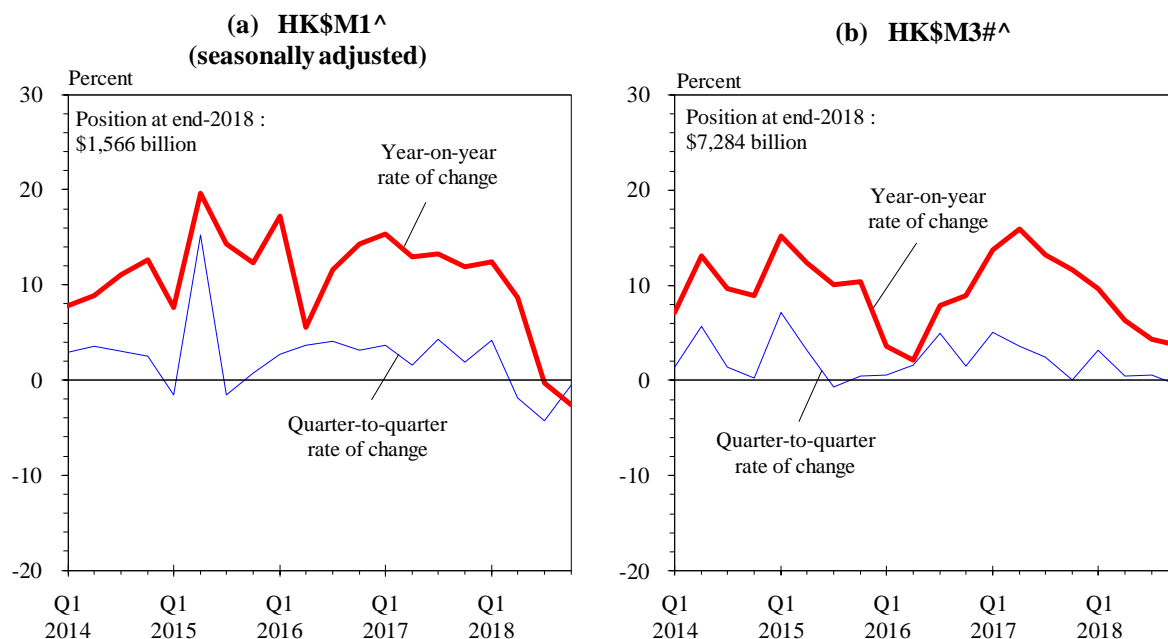 (a) HK$M1^
(seasonally adjusted)
Percent
30
20
10
0
-10
-20
Position at end-2018 :
$1,566 billion
Year-on-year
rate of change
Quarter-to-quarter
rate of change
Q1 Q1 Q1 Q1 Q1
2014 2015 2016 2017 2018
(b) HK$M3#^
Percent
30
20
10
0
-10
-20
Position at end-2018 :
$7,284 billion
Year-on-year
rate of change
Quarter-to-quarter
rate of change
Q1 Q1 Q1 Q1 Q1
2014 2015 2016 2017 2018